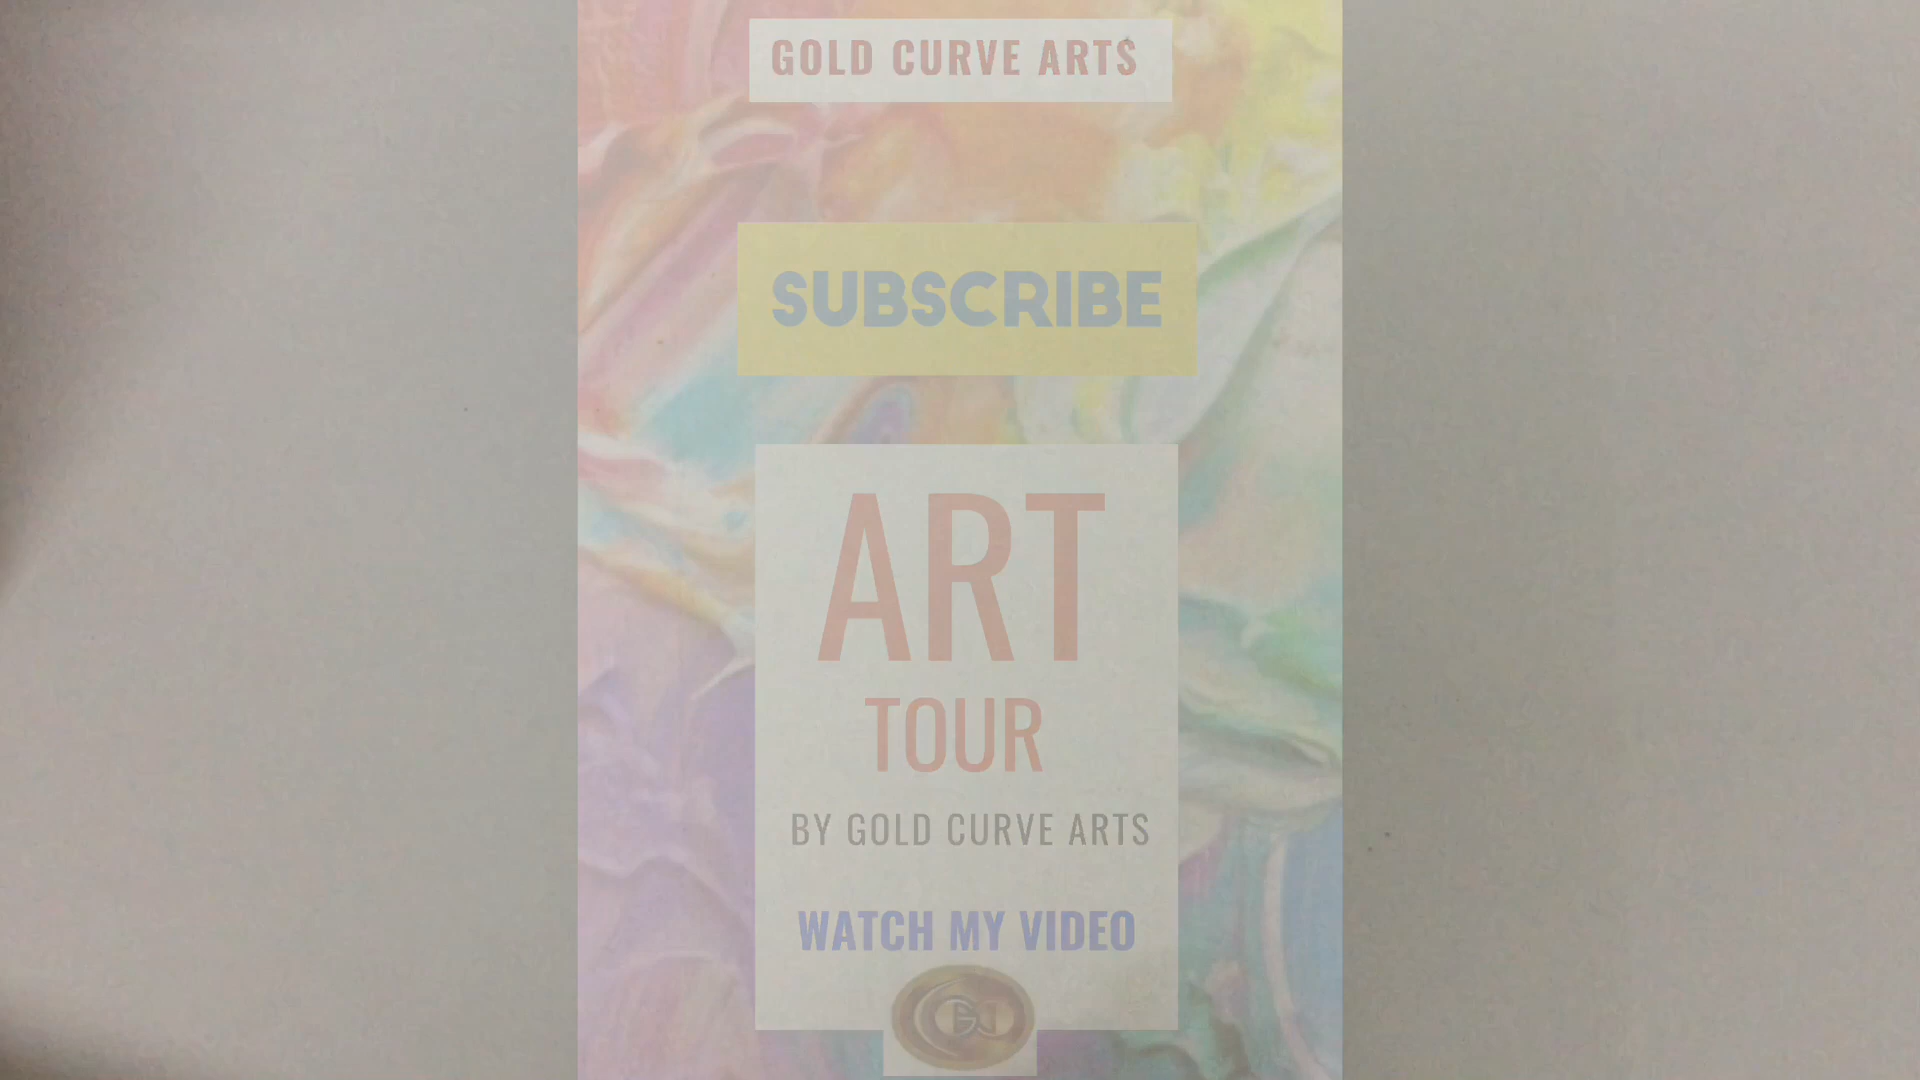 GOLD CURVE ARTS
SUBSCRIBE
ART
TOUR
BY GOLD CURVE ARTS
WATCH MY VIDEO